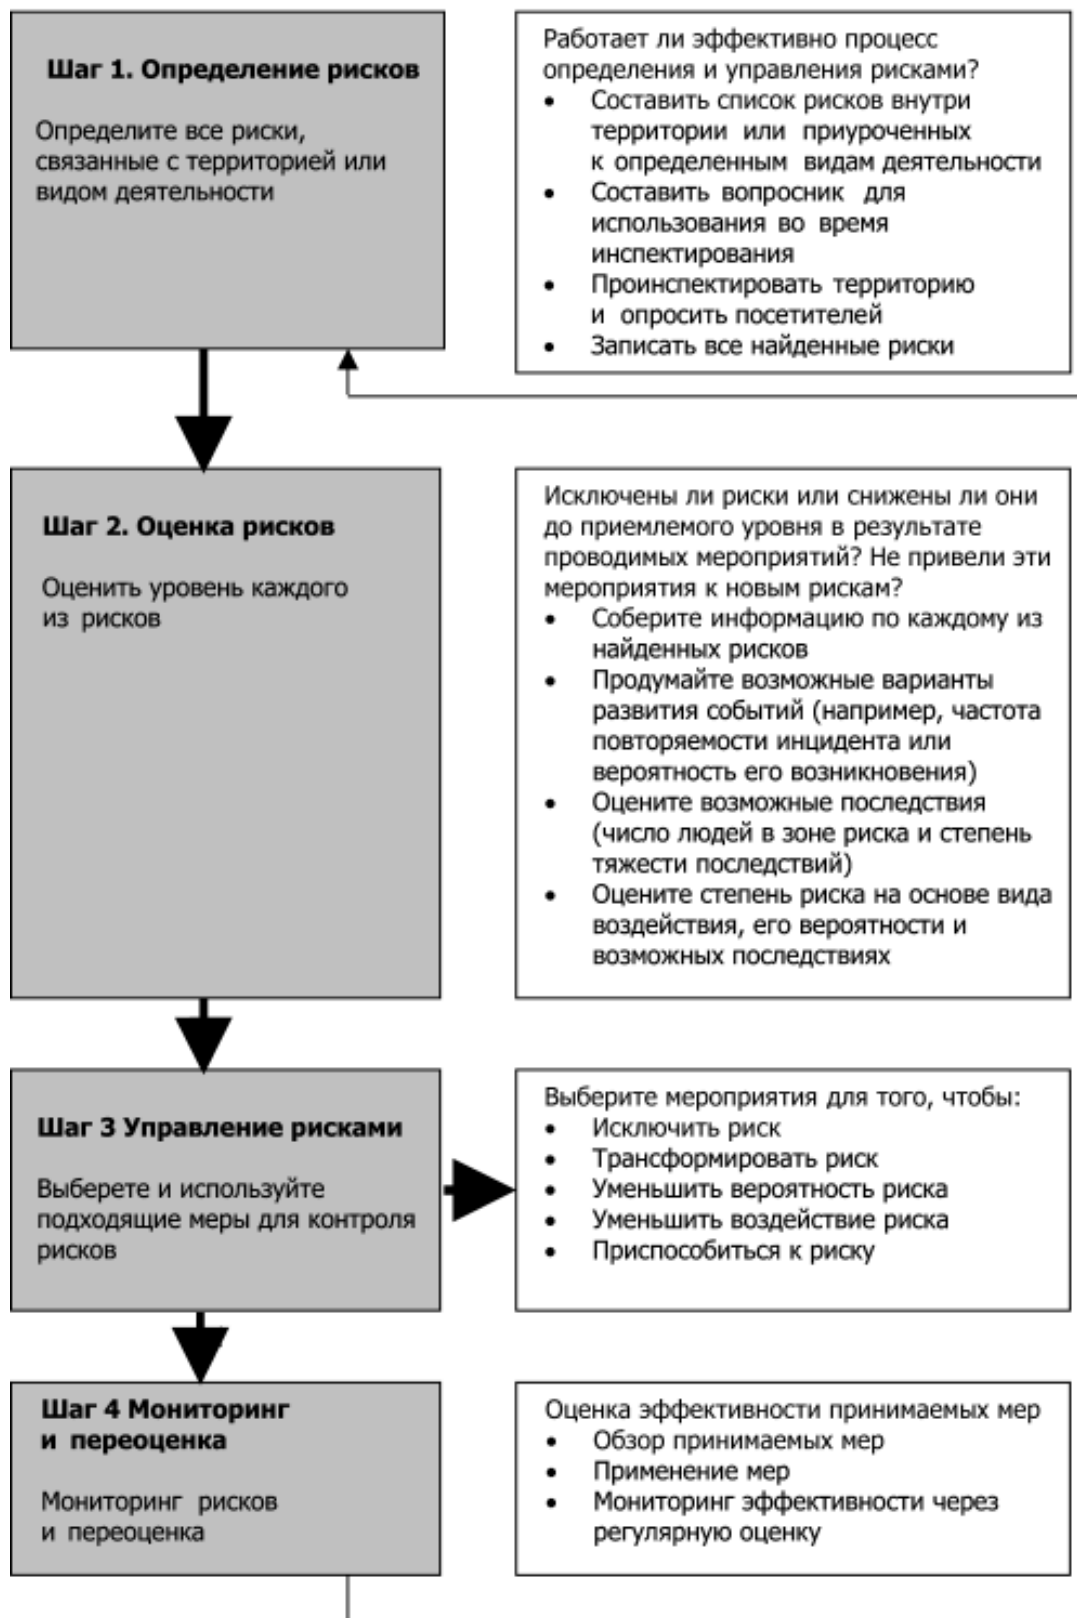 Шаг 1. Определение рисков
Определите все риски,
связанные с территорией или
видом деятельности
Работает ли эффективно процесс
определения и управления рисками?
• Составить список рисков внутри
территории или приуроченных
к определенным видам деятельности
• Составить вопросник для
использования во время
инспектирования
• Проинспектировать территорию
и опросить посетителей
• Записать все найденные риски
Шаг 2. Оценка рисков
Оценить уровень каждого
из рисков
Исключены ли риски или снижены ли они
до приемлемого уровня в результате
проводимых мероприятий? Не привели эти
мероприятия к новым рискам?
• Соберите информацию по каждому из
найденных рисков
• Продумайте возможные варианты
развития событий (например, частота
повторяемости инцидента или
вероятность его возникновения)
• Оцените возможные последствия
(число людей в зоне риска и степень
тяжести последствий)
• Оцените степень риска на основе вида
воздействия, его вероятности и
возможных последствиях
Шаг 3 Управление рисками
Выберете и используйте
подходящие меры для контроля
рисков
Выберите мероприятия для того, чтобы:
• Исключить риск
• Трансформировать риск
• Уменьшить вероятность риска
• Уменьшить воздействие риска
• Приспособиться к риску
Шаг 4 Мониторинг
и переоценка
Мониторинг рисков
и переоценка
Оценка эффективности принимаемых мер
• Обзор принимаемых мер
• Применение мер
• Мониторинг эффективности через
регулярную оценку